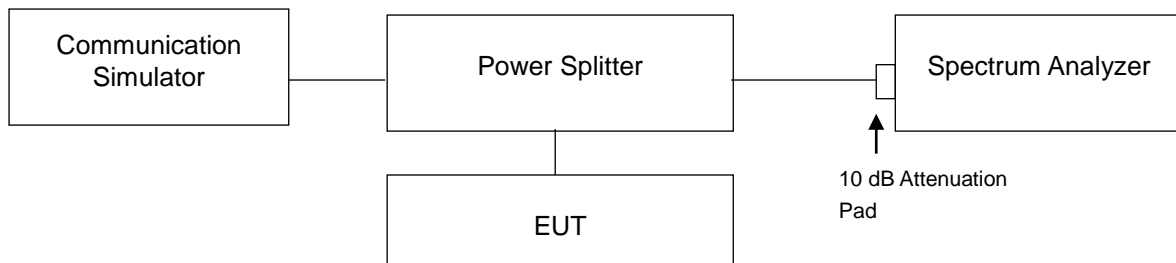 Communication
Simulator
Power Splitter
Spectrum Analyzer
10 dB Attenuation
Pad
EUT